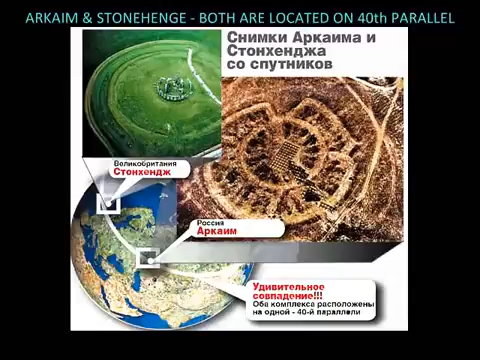 ARKAIM & STONEHENGE - BOTH ARE LOCATED ON 40th PARALLEL
Снимки Аркаима и
Стонхенджа
со спутников
Великобритания
Стонхендж
Россия
Аркаим
Удивительное
совпадение!!!
Оба комплекса расположены
на одной - 40-й параллели